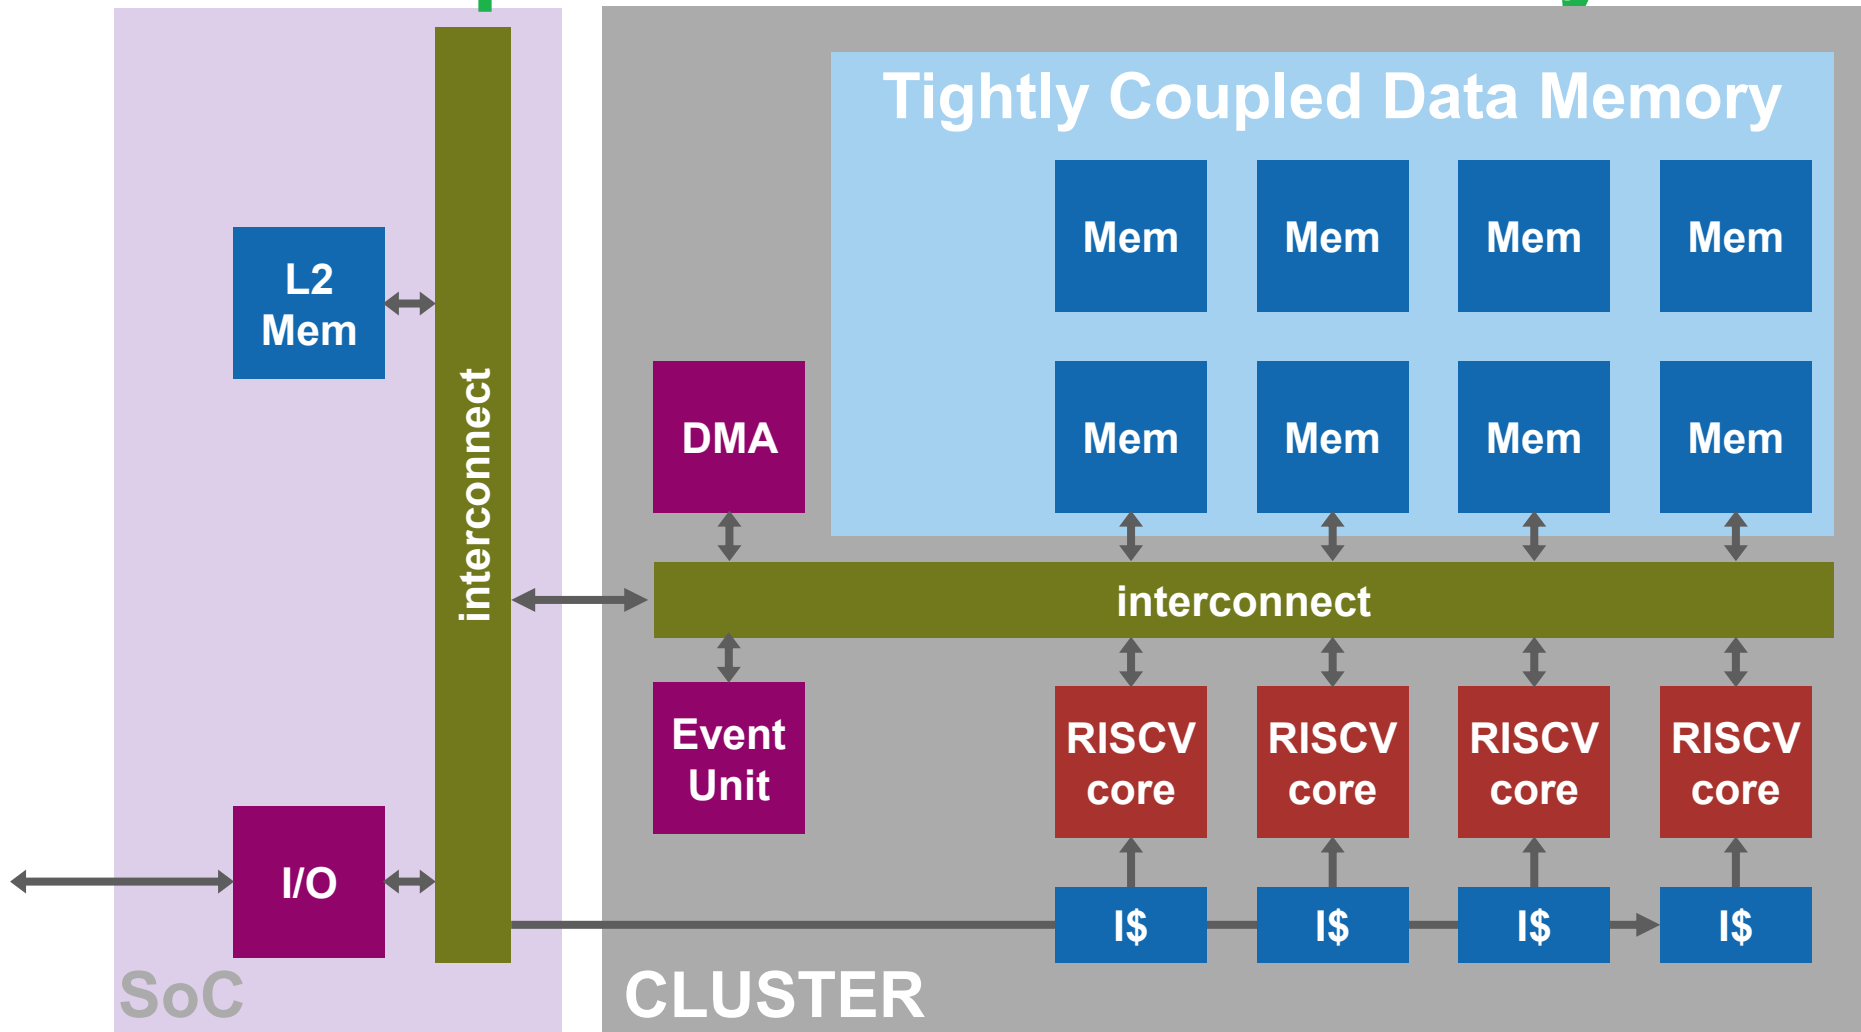 Tightly Coupled Data Memory
Mem
Mem
Mem
Mem
L2
Mem
interconnect
DMA
Mem
Mem
Mem
Mem
interconnect
Event
Unit
RISCV
core
RISCV
core
RISCV
core
RISCV
core
I/O
I$
I$
I$
I$
SoC
CLUSTER